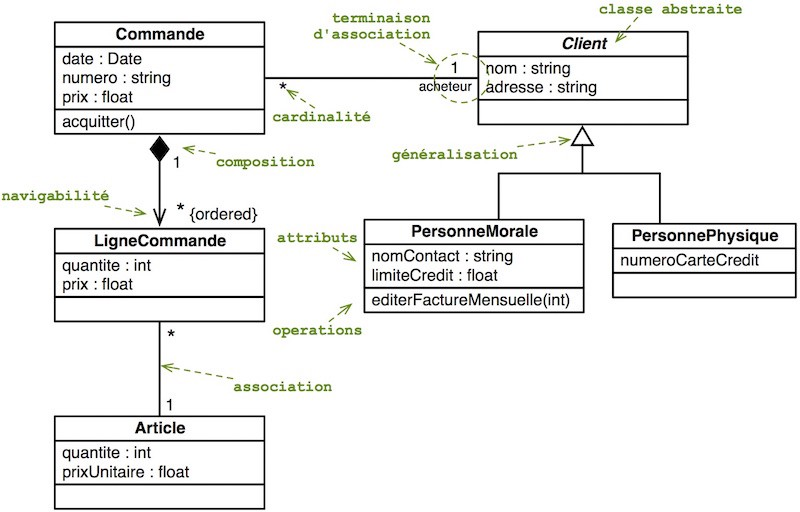 terminaison
d'association
classe abstraite
Commande
date : Date
numero : string
prix : float
acquitter()
*
cardinalité
1
acheteur
Client
nom : string
adresse : string
1
composition
généralisation
navigabilité
* {ordered}
LigneCommande
quantite : int
prix : float
attributs
operations
PersonneMorale
nomContact : string
limiteCredit : float
editerFactureMensuelle(int)
PersonnePhysique
numeroCarteCredit
*
association
1
Article
quantite : int
prixUnitaire : float